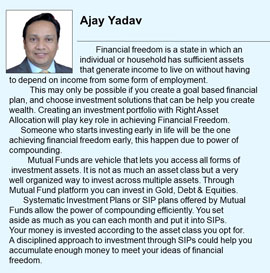 Ajay Yadav
Financial freedom is a state in which an
individual or household has sufficient assets
that generate income to live on without having
to depend on income from some form of employment.
This may only be possible if you create a goal based financial
plan, and choose investment solutions that can be help you create
wealth. Creating an investment portfolio with Right Asset
Allocation will play key role in achieving Financial Freedom.
Someone who starts investing early in life will be the one
achieving financial freedom early, this happen due to power of
compounding.
Mutual Funds are vehicle that lets you access all forms of
investment assets. It is not as much an asset class but a very
well organized way to invest across multiple assets. Through
Mutual Fund platform you can invest in Gold, Debt & Equities.
Systematic Investment Plans or SIP plans offered by Mutual
Funds allow the power of compounding efficiently. You set
aside as much as you can each month and put it into SIPs.
Your money is invested according to the asset class you opt for.
A disciplined approach to investment through SIPs could help you
accumulate enough money to meet your ideas of financial
freedom.